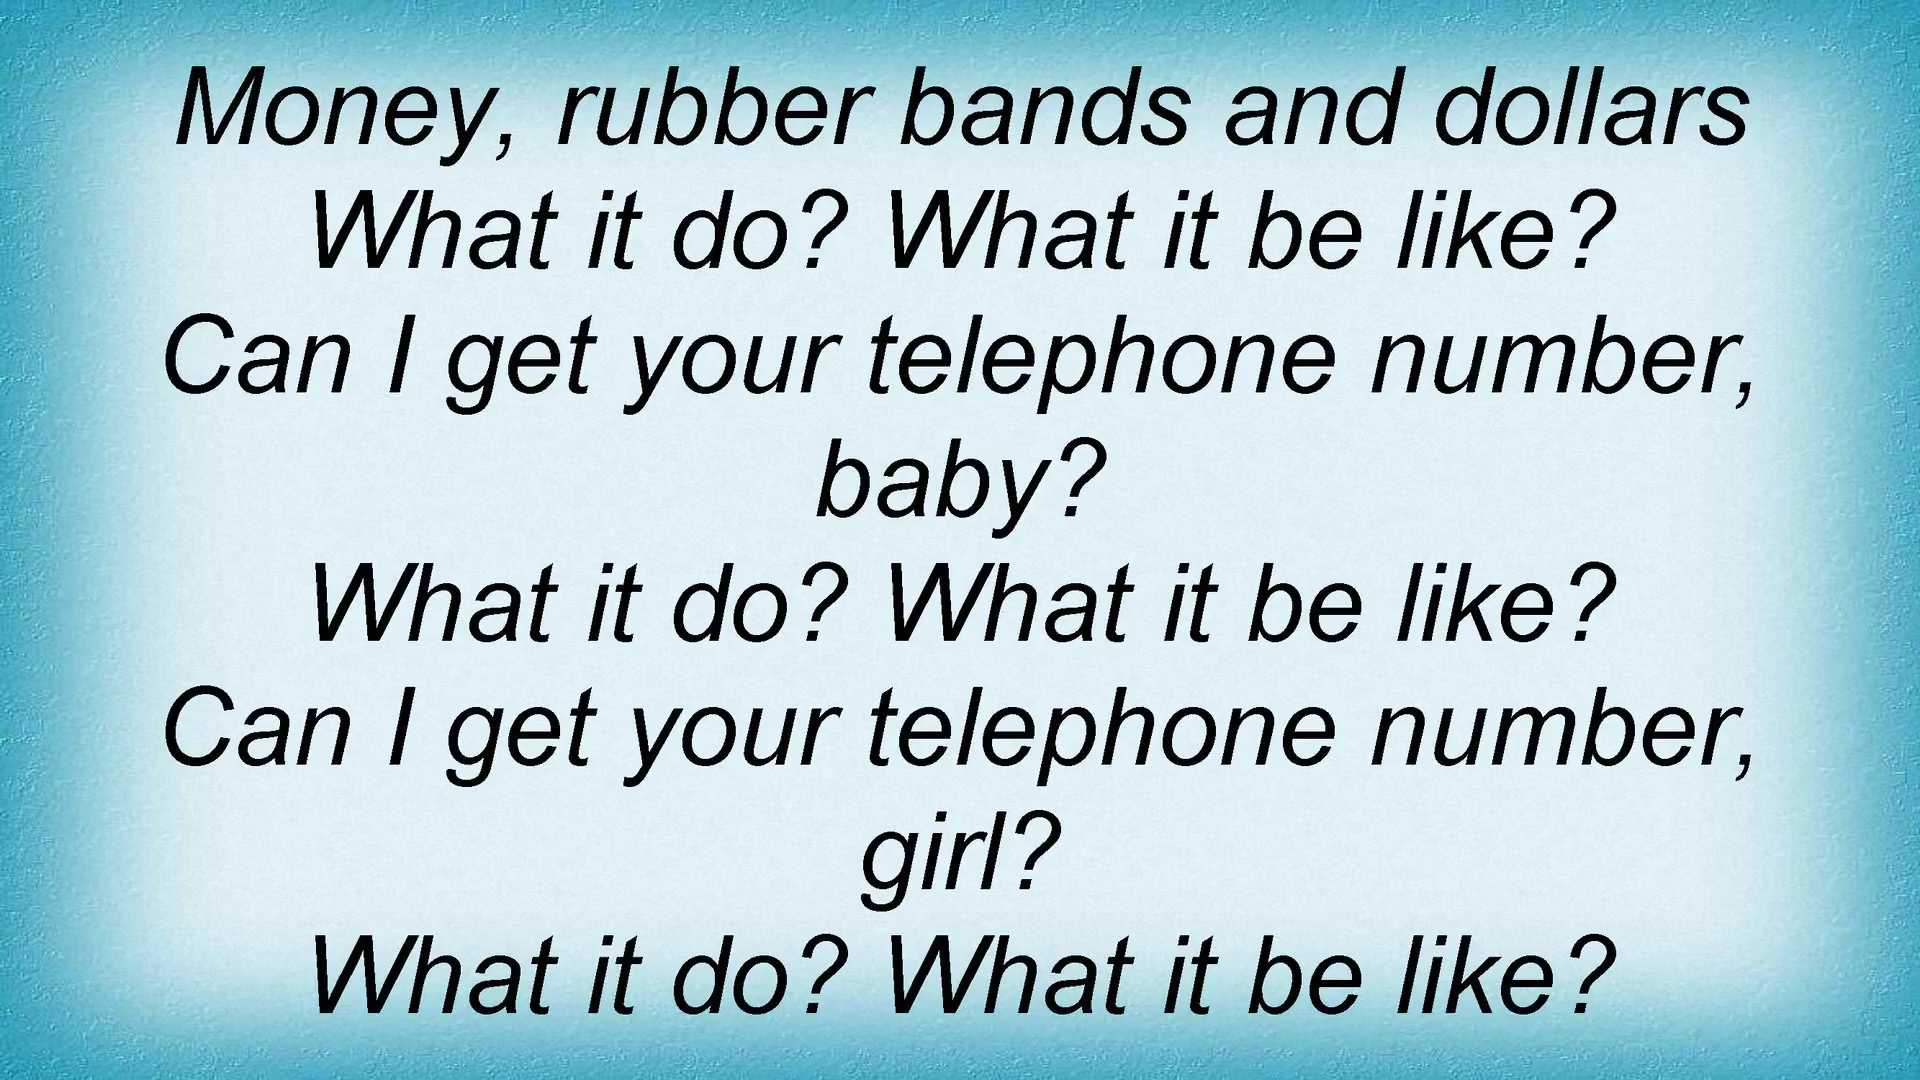 Money, rubber bands and dollars
What it do? What it be like?
Can I get your telephone number,
baby?
What it do? What it be like?
Can I get your telephone number,
girl?
What it do? What it be like?